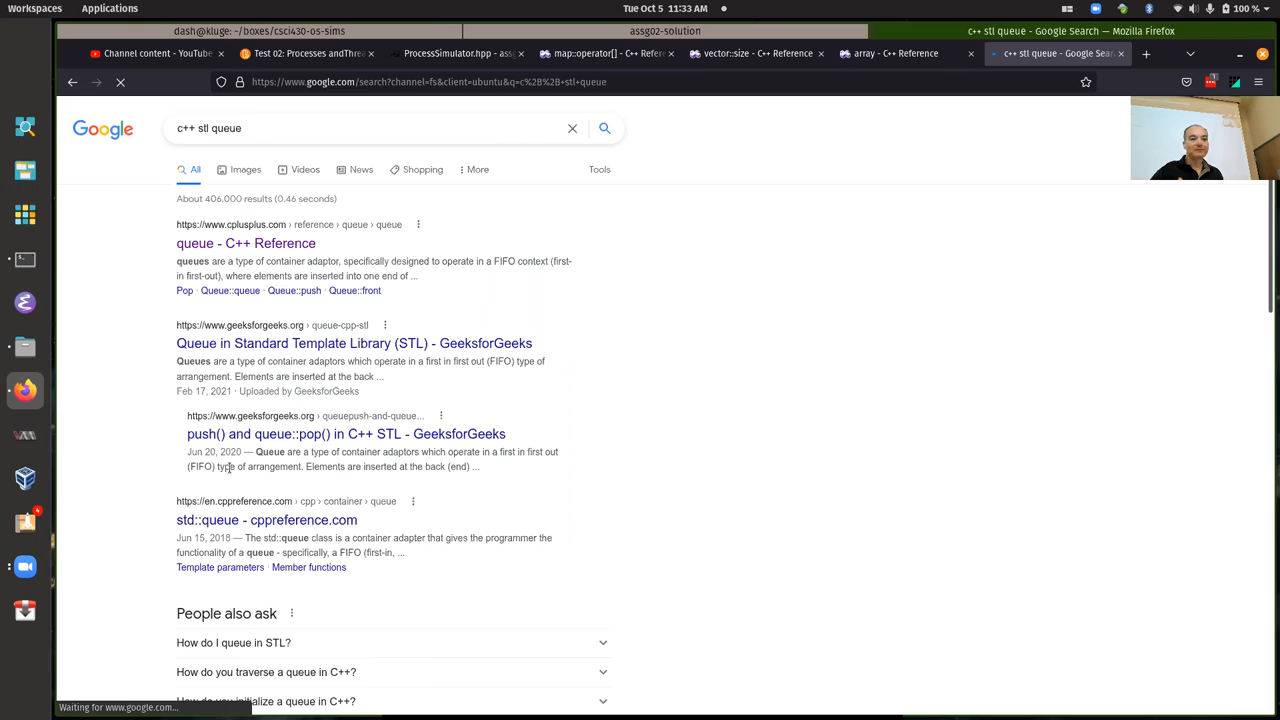 Workspaces Applications
Tue Oct 5 11:33 AM
100 %
dash@kluge: ~/boxes/csci430-os-sims
assg02-solution
c++ stl queue - Google Search — Mozilla Firefox
Channel content - YouTube
Test 02: Processes andThrea
ProcessSimulator.hpp - assg
map::operator[] - C++ Refere
vector::size - C++ Reference
array - C++ Reference
c++ stl queue - Google Sear
https://www.google.com/search?channel=fs&client=ubuntu&q=c%2B%2B+stl+queue
Google
c++ stl queue
All
Images
Videos
News
Shopping
More
Tools
About 406,000 results (0.46 seconds)
https://www.cplusplus.com › reference › queue › queue
queue - C++ Reference
queues are a type of container adaptor, specifically designed to operate in a FIFO context (first-
in first-out), where elements are inserted into one end of ...
Pop · Queue::queue · Queue::push · Queue::front
https://www.geeksforgeeks.org › queue-cpp-stl
Queue in Standard Template Library (STL) - GeeksforGeeks
Queues are a type of container adaptors which operate in a first in first out (FIFO) type of
arrangement. Elements are inserted at the back ...
Feb 17, 2021 · Uploaded by GeeksforGeeks
https://www.geeksforgeeks.org › queuepush-and-queue...
push() and queue::pop() in C++ STL - GeeksforGeeks
Jun 20, 2020 — Queue are a type of container adaptors which operate in a first in first out
(FIFO) type of arrangement. Elements are inserted at the back (end) ...
https://en.cppreference.com › cpp › container › queue
std::queue - cppreference.com
Jun 15, 2018 — The std::queue class is a container adapter that gives the programmer the
functionality of a queue - specifically, a FIFO (first-in, ...
Template parameters · Member functions
People also ask
How do I queue in STL?
How do you traverse a queue in C++?
How do you initialize a queue in C++?
Waiting for www.google.com...